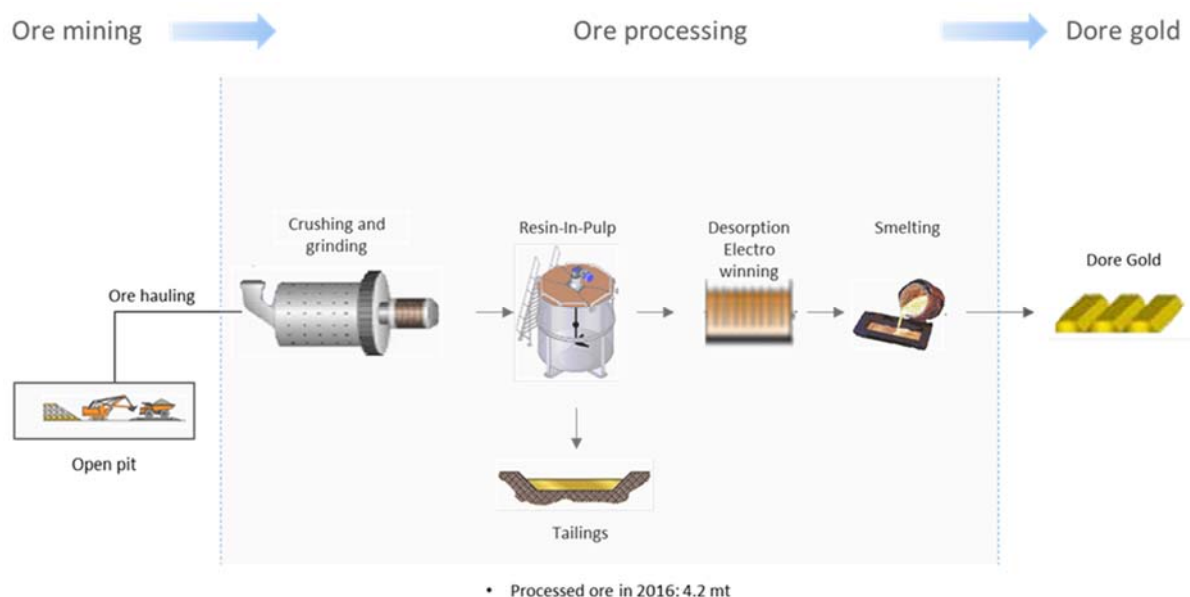 Ore mining
Ore processing
Dore gold
Crushing and
grinding
Resin-In-Pulp
Desorption
Electro
winning
Smelting
Dore Gold
Ore hauling
Open pit
Tailings
• Processed ore in 2016: 4.2 mt